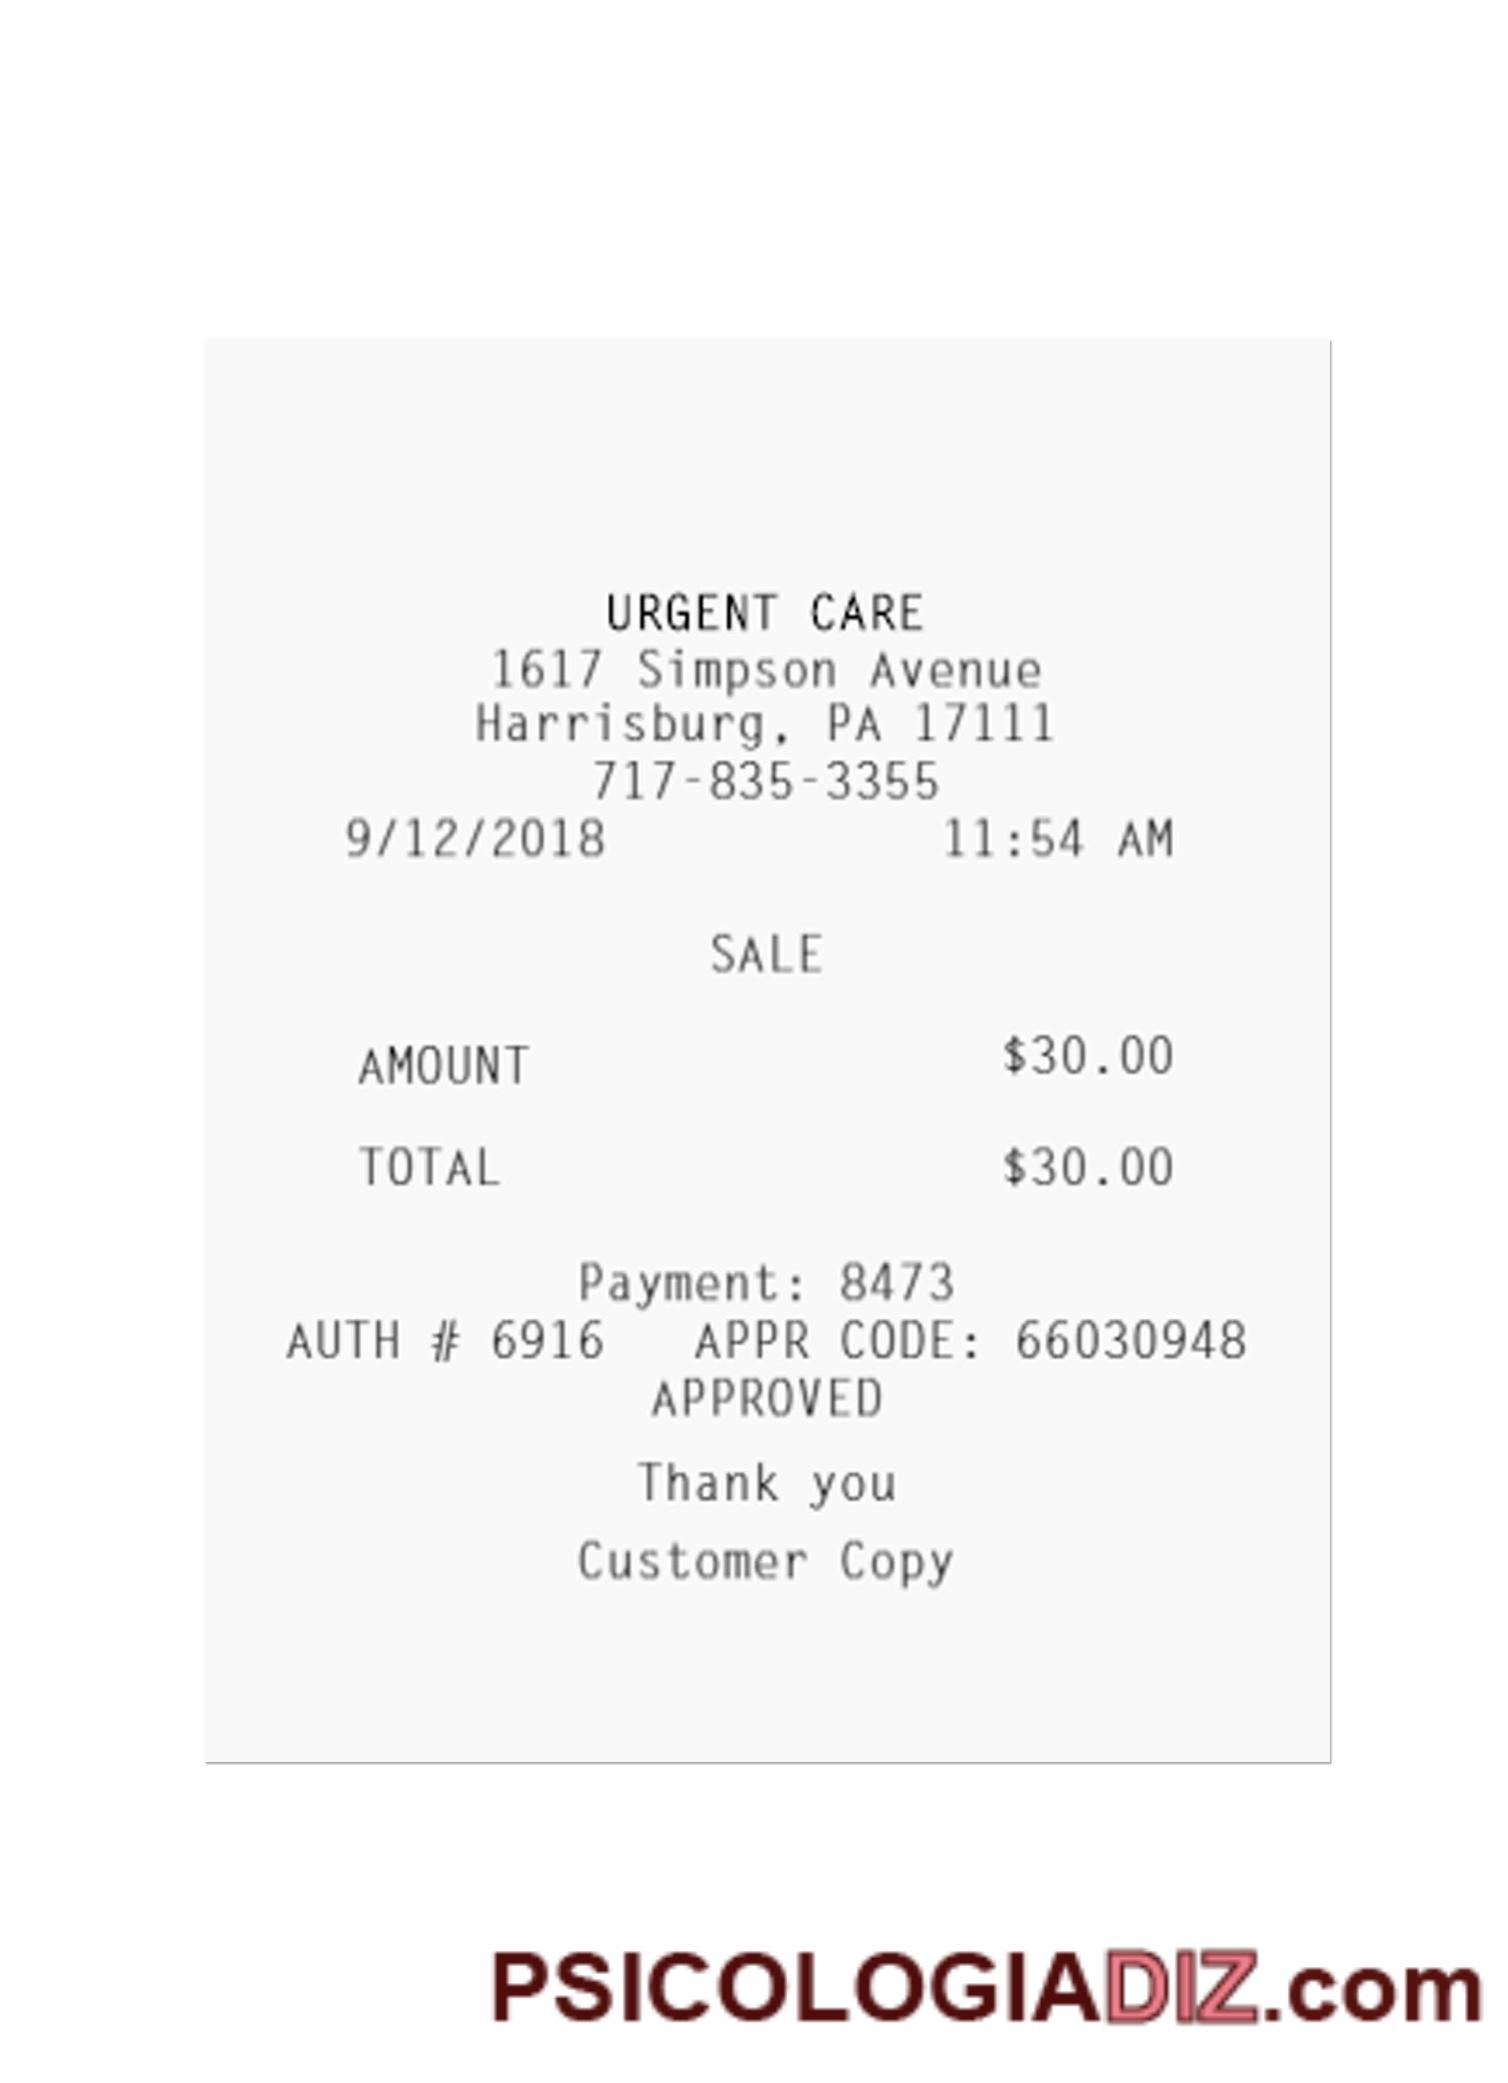 URGENT CARE
1617 Simpson Avenue
Harrisburg, PA 17111
717-835-3355
9/12/2018 11:54 AM
SALE
AMOUNT $30.00
TOTAL $30.00
Payment: 8473
AUTH # 6916 APPR CODE: 66030948
APPROVED
Thank you
Customer Copy
PSICOLOGIADIZ.com